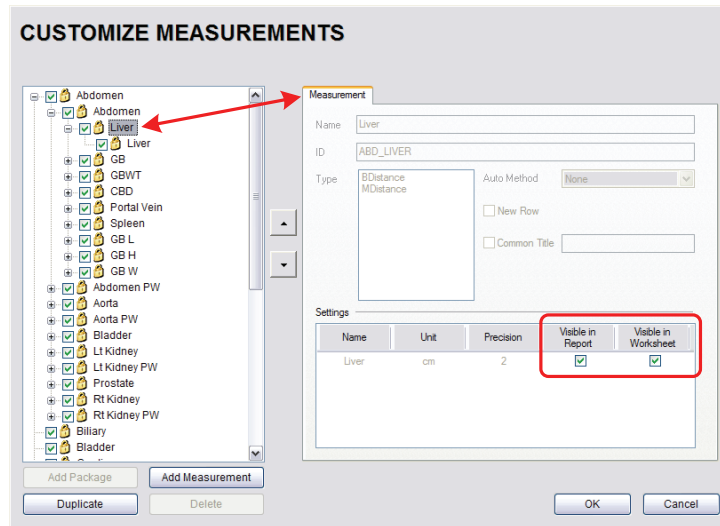 CUSTOMIZE MEASUREMENTS
Abdomen
Abdomen
Liver
Liver
GB
GBWT
CBD
Portal Vein
Spleen
GB L
GB H
GB W
Abdomen PW
Aorta
Aorta PW
Bladder
Lt Kidney
Lt Kidney PW
Prostate
Rt Kidney
Rt Kidney PW
Biliary
Bladder
Add Package Add Measurement
Duplicate Delete
Measurement
Name Liver
ID ABD_LIVER
Type BDistance
MDistance
Auto Method None
New Row
Common Title
Settings
Name Unit Precision Visible in Report Visible in Worksheet
Liver cm 2
OK Cancel